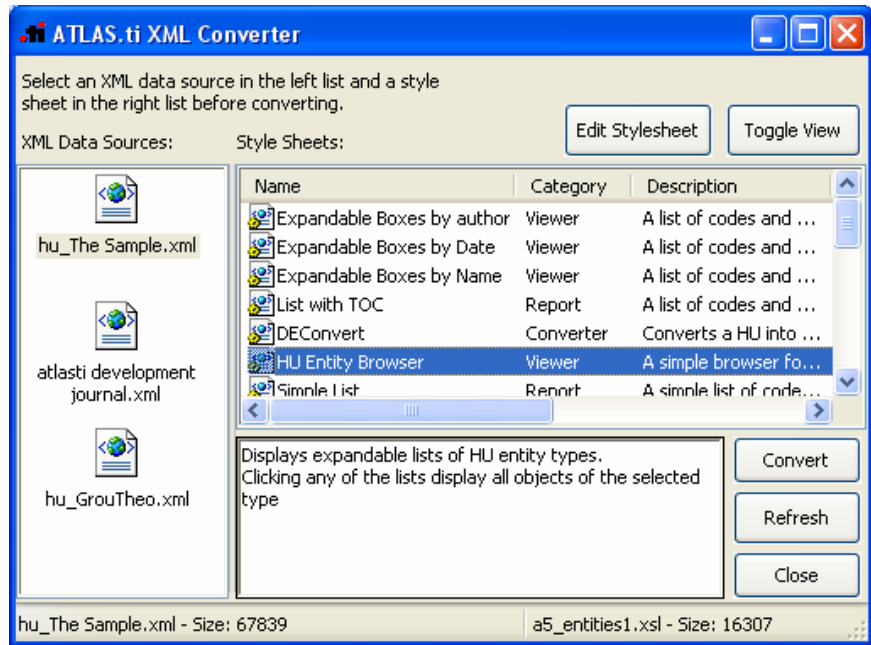 ATLAS.ti XML Converter
Select an XML data source in the left list and a style
sheet in the right list before converting.
Edit Stylesheet Toggle View
XML Data Sources: Style Sheets:
Name Category Description
Expandable Boxes by author Viewer A list of codes and ...
Expandable Boxes by Date Viewer A list of codes and ...
Expandable Boxes by Name Viewer A list of codes and ...
List with TOC Report A list of codes and ...
DEConvert Converter Converts a HU into ...
HU Entity Browser Viewer A simple browser fo...
Simple List Report A simple list of code...
hu_The Sample.xml
atlasti development
journal.xml
hu_GrouTheo.xml
Displays expandable lists of HU entity types.
Clicking any of the lists display all objects of the selected
type
Convert
Refresh
Close
hu_The Sample.xml - Size: 67839 a5_entities1.xsl - Size: 16307